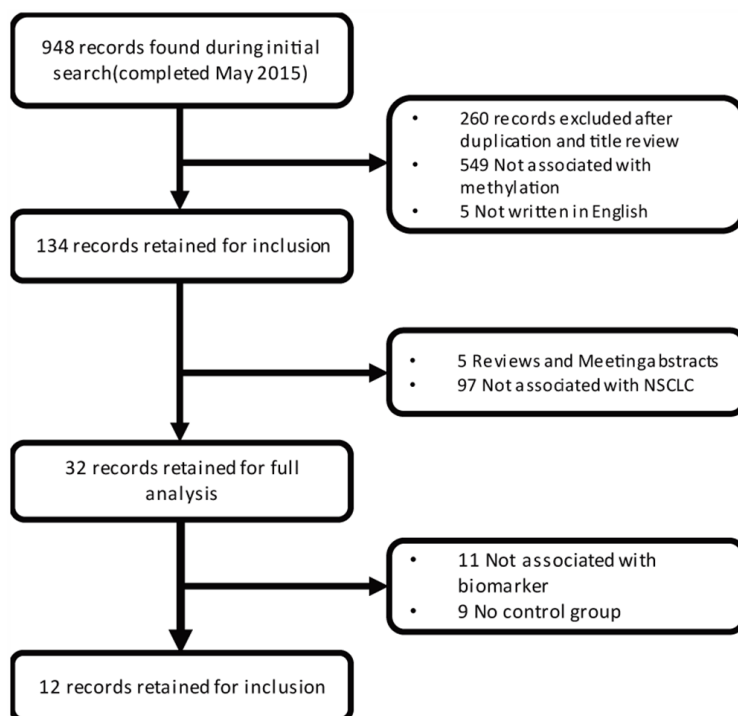 948 records found during initial
search(completed May 2015)
• 260 records excluded after
duplication and title review
• 549 Not associated with
methylation
• 5 Not written in English
134 records retained for inclusion
• 5 Reviews and Meetingabstracts
• 97 Not associated with NSCLC
32 records retained for full
analysis
• 11 Not associated with
biomarker
• 9 No control group
12 records retained for inclusion